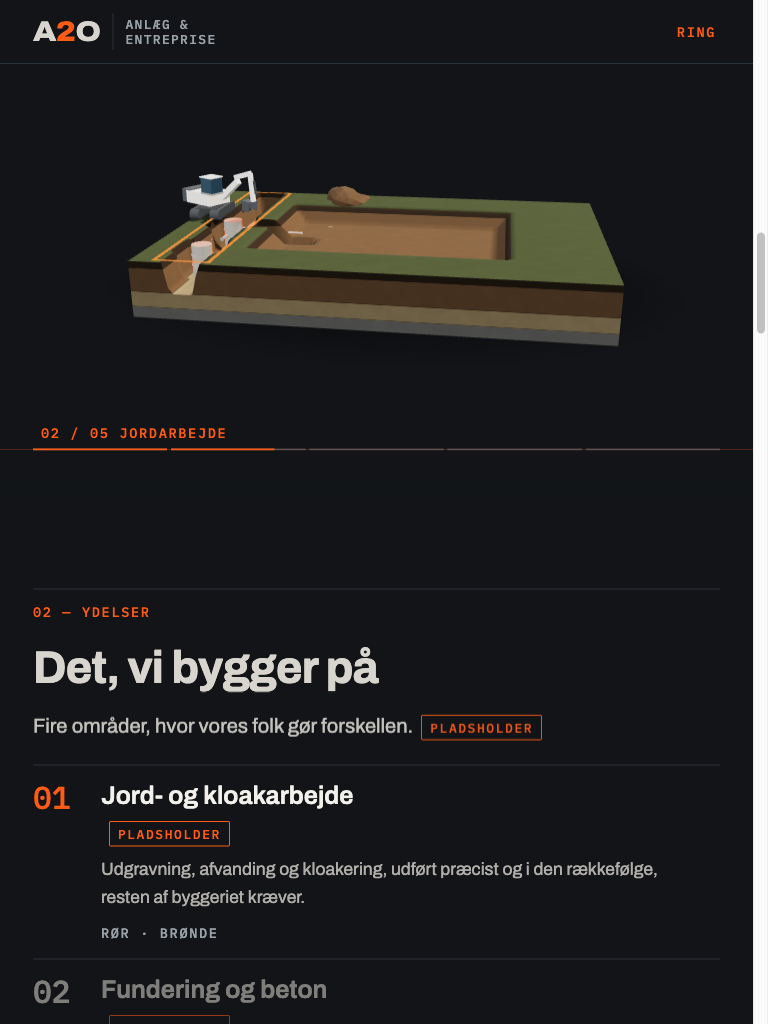 A2O
ANLÆG &
ENTREPRISE
RING
02 / 05 JORDARBEJDE
02 — YDELSER
Det, vi bygger på
Fire områder, hvor vores folk gør forskellen. PLADSHOLDER
01 Jord- og kloakarbejde
PLADSHOLDER
Udgravning, afvanding og kloakering, udført præcist og i den rækkefølge,
resten af byggeriet kræver.
RØR · BRØNDE
02 Fundering og beton